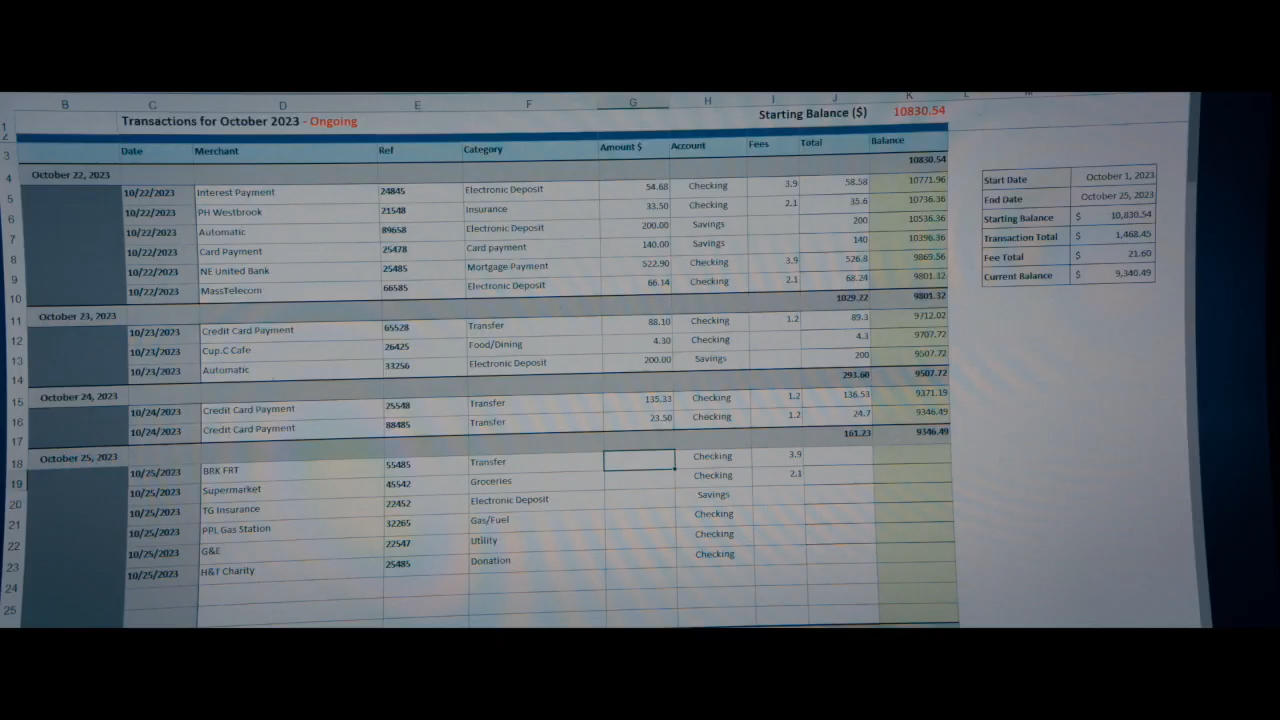 B C D E F G H I J K L M
1 Transactions for October 2023 - Ongoing Starting Balance ($) 10830.54
2
3 Date Merchant Ref Category Amount $ Account Fees Total Balance
4 October 22, 2023 10830.54
5 10/22/2023 Interest Payment 24845 Electronic Deposit 54.68 Checking 3.9 58.58 10771.96
6 10/22/2023 PH Westbrook 21548 Insurance 33.50 Checking 2.1 35.6 10736.36
7 10/22/2023 Automatic 89658 Electronic Deposit 200.00 Savings 200 10536.36
8 10/22/2023 Card Payment 25478 Card payment 140.00 Savings 140 10396.36
9 10/22/2023 NE United Bank 25485 Mortgage Payment 522.90 Checking 3.9 526.8 9869.56
10 10/22/2023 MassTelecom 66585 Electronic Deposit 66.14 Checking 2.1 68.24 9801.32
October 23, 2023 1029.22 9801.32
11 10/23/2023 Credit Card Payment 65528 Transfer 88.10 Checking 1.2 89.3 9712.02
12 10/23/2023 Cup.C Cafe 26425 Food/Dining 4.30 Checking 4.3 9707.72
13 10/23/2023 Automatic 33256 Electronic Deposit 200.00 Savings 200 9507.72
14 October 24, 2023 293.60 9507.72
15 10/24/2023 Credit Card Payment 25548 Transfer 135.33 Checking 1.2 136.53 9371.19
16 10/24/2023 Credit Card Payment 88485 Transfer 23.50 Checking 1.2 24.7 9346.49
17 October 25, 2023 161.23 9346.49
18 10/25/2023 BRK FRT 55485 Transfer Checking 3.9
19 10/25/2023 Supermarket 45542 Groceries Checking 2.1
20 10/25/2023 TG Insurance 22452 Electronic Deposit Savings
21 10/25/2023 PPL Gas Station 32265 Gas/Fuel Checking
22 10/25/2023 G&E 22547 Utility Checking
23 10/25/2023 H&T Charity 25485 Donation Checking
24
25
Start Date October 1, 2023
End Date October 25, 2023
Starting Balance $ 10,830.54
Transaction Total $ 1,468.45
Fee Total $ 21.60
Current Balance $ 9,340.49